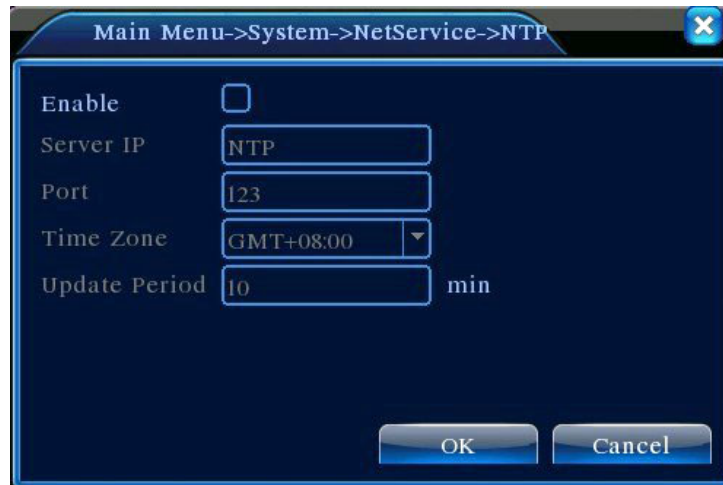 Main Menu->System->NetService->NTP
Enable
Server IP NTP
Port 123
Time Zone GMT+08:00
Update Period 10 min
OK Cancel